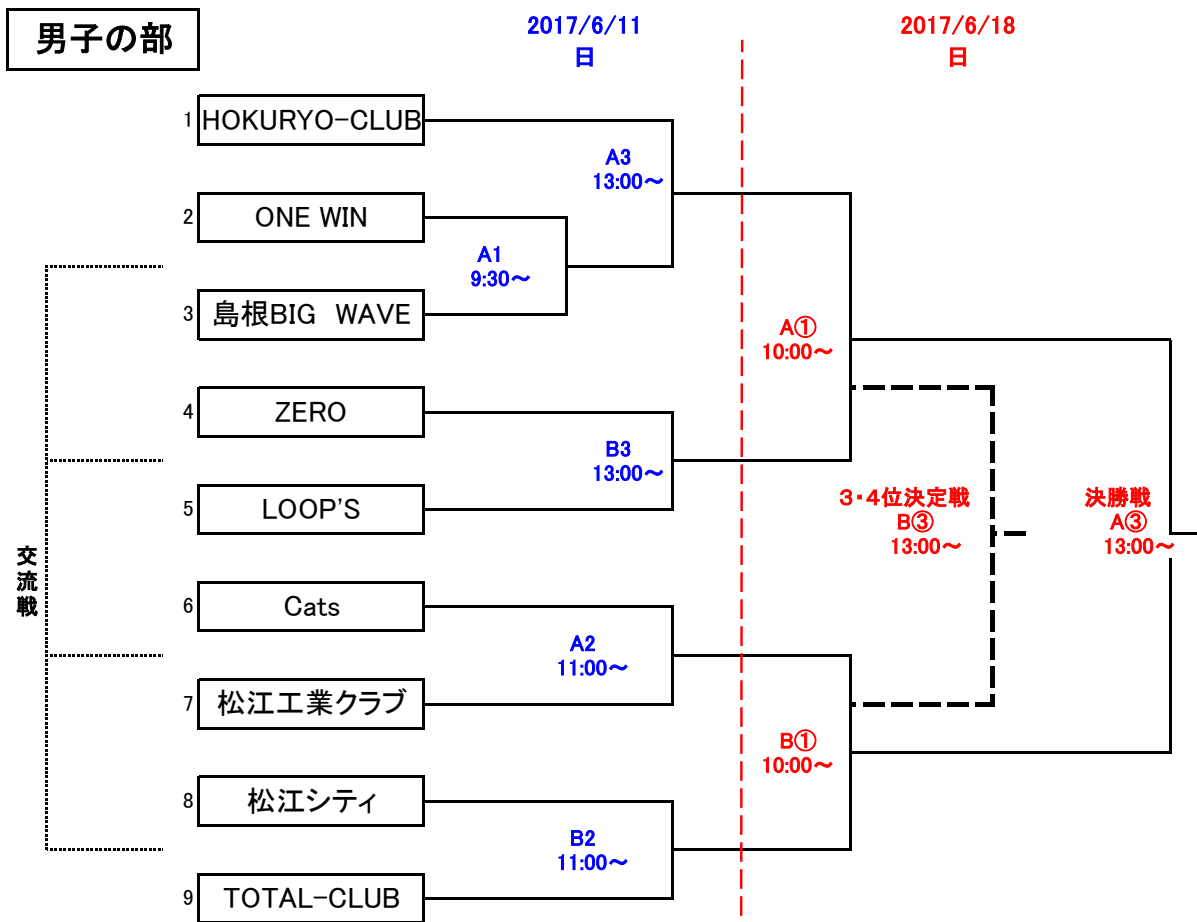 男子の部
2017/6/11
日
2017/6/18
日
1 HOKURYO-CLUB
A3
13:00～
2 ONE WIN
A1
9:30～
3 島根BIG　WAVE
A①
10:00～
4 ZERO
B3
13:00～
5 LOOP'S
3・4位決定戦
B③
13:00～
決勝戦
A③
13:00～
交流戦
6 Cats
A2
11:00～
7 松江工業クラブ
B①
10:00～
8 松江シティ
B2
11:00～
9 TOTAL-CLUB